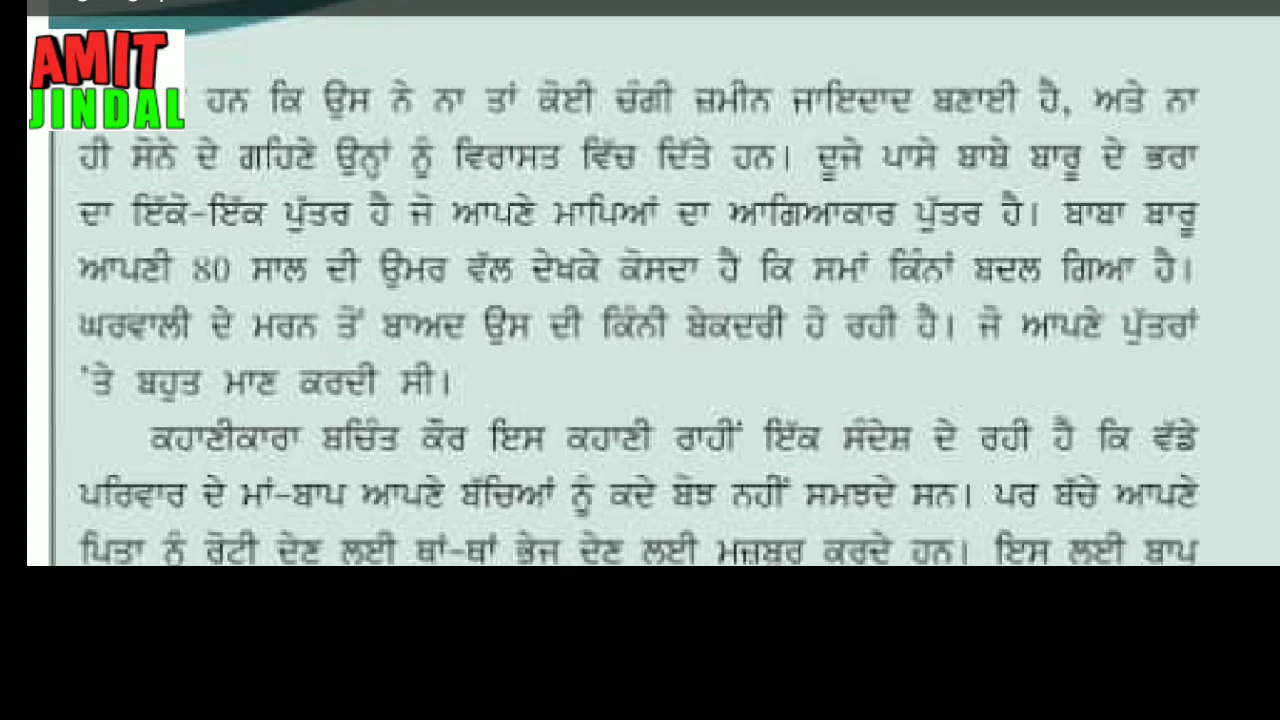 AMIT
JINDAL
ਹਨ ਕਿ ਉਸ ਨੇ ਨਾ ਤਾਂ ਕੋਈ ਚੰਗੀ ਜ਼ਮੀਨ ਜਾਇਦਾਦ ਬਣਾਈ ਹੈ, ਅਤੇ ਨਾ
ਹੀ ਸੋਨੇ ਦੇ ਗਹਿਣੇ ਉਨ੍ਹਾਂ ਨੂੰ ਵਿਰਾਸਤ ਵਿੱਚ ਦਿੱਤੇ ਹਨ। ਦੂਜੇ ਪਾਸੇ ਬਾਬੇ ਬਾਰੂ ਦੇ ਭਰਾ
ਦਾ ਇੱਕੋ-ਇੱਕ ਪੁੱਤਰ ਹੈ ਜੋ ਆਪਣੇ ਮਾਪਿਆਂ ਦਾ ਆਗਿਆਕਾਰ ਪੁੱਤਰ ਹੈ। ਬਾਬਾ ਬਾਰੂ
ਆਪਣੀ 80 ਸਾਲ ਦੀ ਉਮਰ ਵੱਲ ਦੇਖਕੇ ਕੋਸਦਾ ਹੈ ਕਿ ਸਮਾਂ ਕਿੰਨਾਂ ਬਦਲ ਗਿਆ ਹੈ।
ਘਰਵਾਲੀ ਦੇ ਮਰਨ ਤੋਂ ਬਾਅਦ ਉਸ ਦੀ ਕਿੰਨੀ ਬੇਕਦਰੀ ਹੋ ਰਹੀ ਹੈ। ਜੋ ਆਪਣੇ ਪੁੱਤਰਾਂ
'ਤੇ ਬਹੁਤ ਮਾਣ ਕਰਦੀ ਸੀ।
ਕਹਾਣੀਕਾਰਾ ਬਚਿੰਤ ਕੌਰ ਇਸ ਕਹਾਣੀ ਰਾਹੀਂ ਇੱਕ ਸੰਦੇਸ਼ ਦੇ ਰਹੀ ਹੈ ਕਿ ਵੱਡੇ
ਪਰਿਵਾਰ ਦੇ ਮਾਂ-ਬਾਪ ਆਪਣੇ ਬੱਚਿਆਂ ਨੂੰ ਕਦੇ ਬੋਝ ਨਹੀਂ ਸਮਝਦੇ ਸਨ। ਪਰ ਬੱਚੇ ਆਪਣੇ
ਪਿਤਾ ਨੂੰ ਰੋਟੀ ਦੇਣ ਲਈ ਥਾਂ-ਥਾਂ ਭੇਜ ਦੇਣ ਲਈ ਮਜ਼ਬੂਰ ਕਰਦੇ ਹਨ। ਇਸ ਲਈ ਬਾਪ